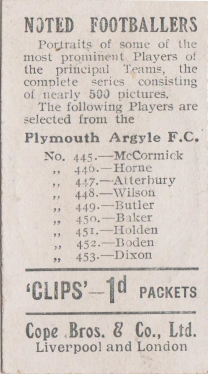 NOTED FOOTBALLERS
Portraits of some of the
most prominent Players of
the principal Teams, the
complete series consisting
of nearly 500 pictures.
The following Players are
selected from the
Plymouth Argyle F.C.
No. 445.—McCormick
„ 446.—Horne
„ 447.—Atterbury
„ 448.—Wilson
„ 449.—Butler
„ 450.—Baker
„ 451.—Holden
„ 452.—Boden
„ 453.—Dixon
'CLIPS'—1d PACKETS
Cope Bros. & Co., Ltd.
Liverpool and London